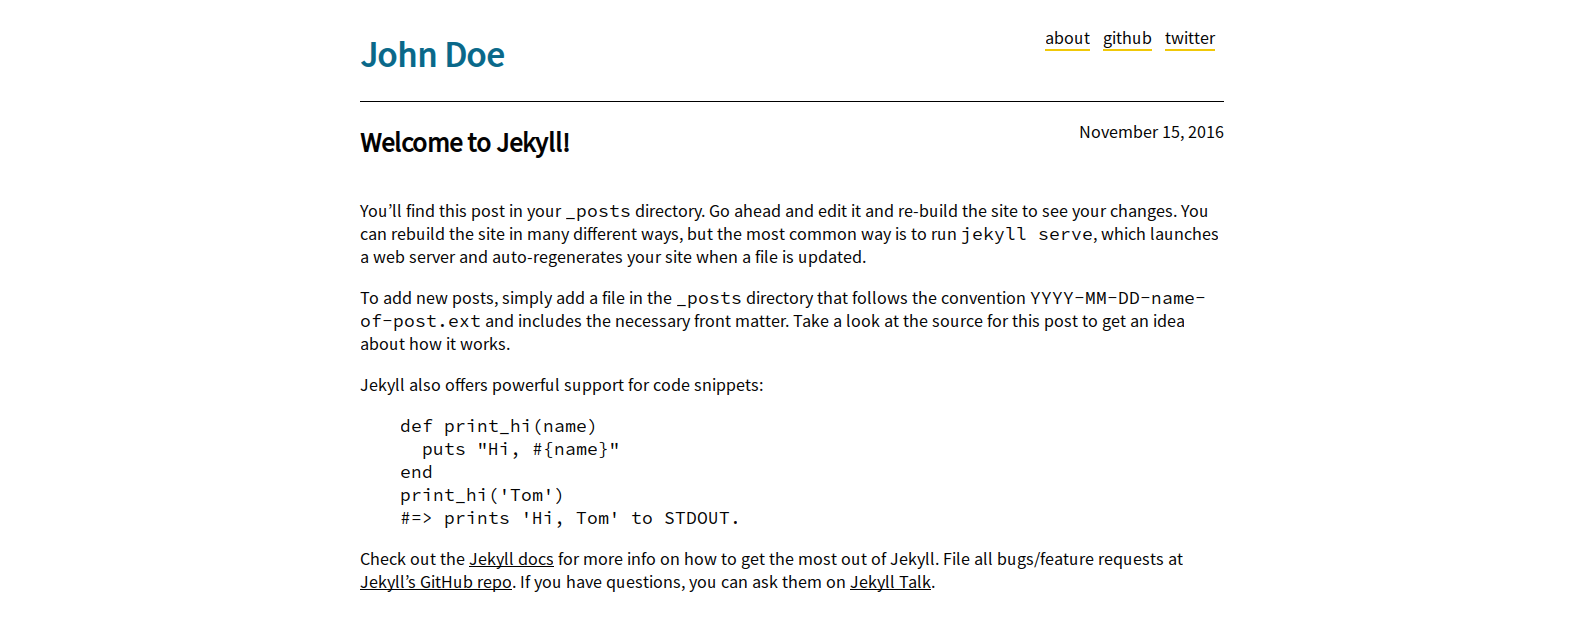 John Doe
about github twitter
Welcome to Jekyll!
November 15, 2016
You’ll find this post in your _posts directory. Go ahead and edit it and re-build the site to see your changes. You
can rebuild the site in many different ways, but the most common way is to run jekyll serve, which launches
a web server and auto-regenerates your site when a file is updated.
To add new posts, simply add a file in the _posts directory that follows the convention YYYY-MM-DD-name-
of-post.ext and includes the necessary front matter. Take a look at the source for this post to get an idea
about how it works.
Jekyll also offers powerful support for code snippets:
def print_hi(name)
  puts "Hi, #{name}"
end
print_hi('Tom')
#=> prints 'Hi, Tom' to STDOUT.
Check out the Jekyll docs for more info on how to get the most out of Jekyll. File all bugs/feature requests at
Jekyll’s GitHub repo. If you have questions, you can ask them on Jekyll Talk.